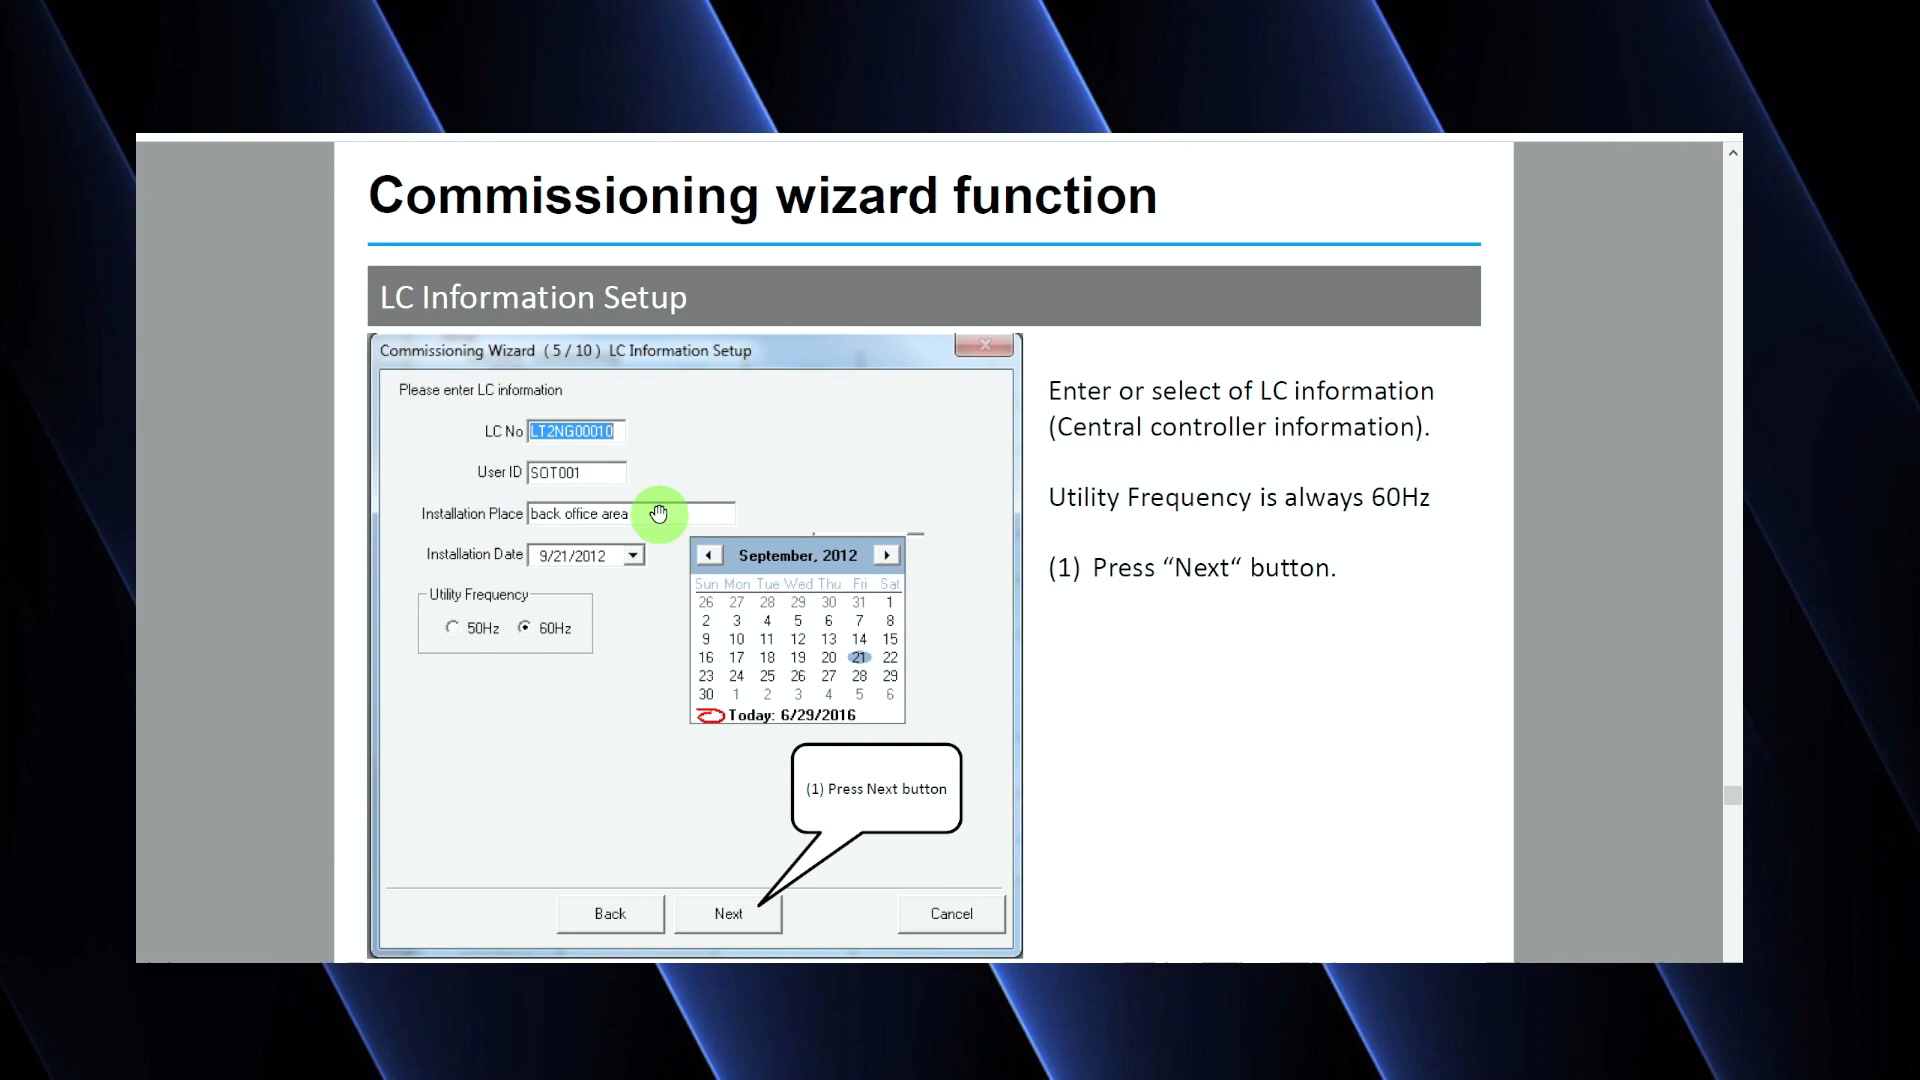 Commissioning wizard function
LC Information Setup
Commissioning Wizard ( 5 / 10 ) LC Information Setup
Please enter LC information
LC No LT2NG00010
User ID SOT001
Installation Place back office area
Installation Date 9/21/2012
Utility Frequency
50Hz 60Hz
September, 2012
Sun Mon Tue Wed Thu Fri Sat
26 27 28 29 30 31 1
2 3 4 5 6 7 8
9 10 11 12 13 14 15
16 17 18 19 20 21 22
23 24 25 26 27 28 29
30 1 2 3 4 5 6
Today: 6/29/2016
(1) Press Next button
Back Next Cancel
Enter or select of LC information
(Central controller information).
Utility Frequency is always 60Hz
(1) Press “Next“ button.